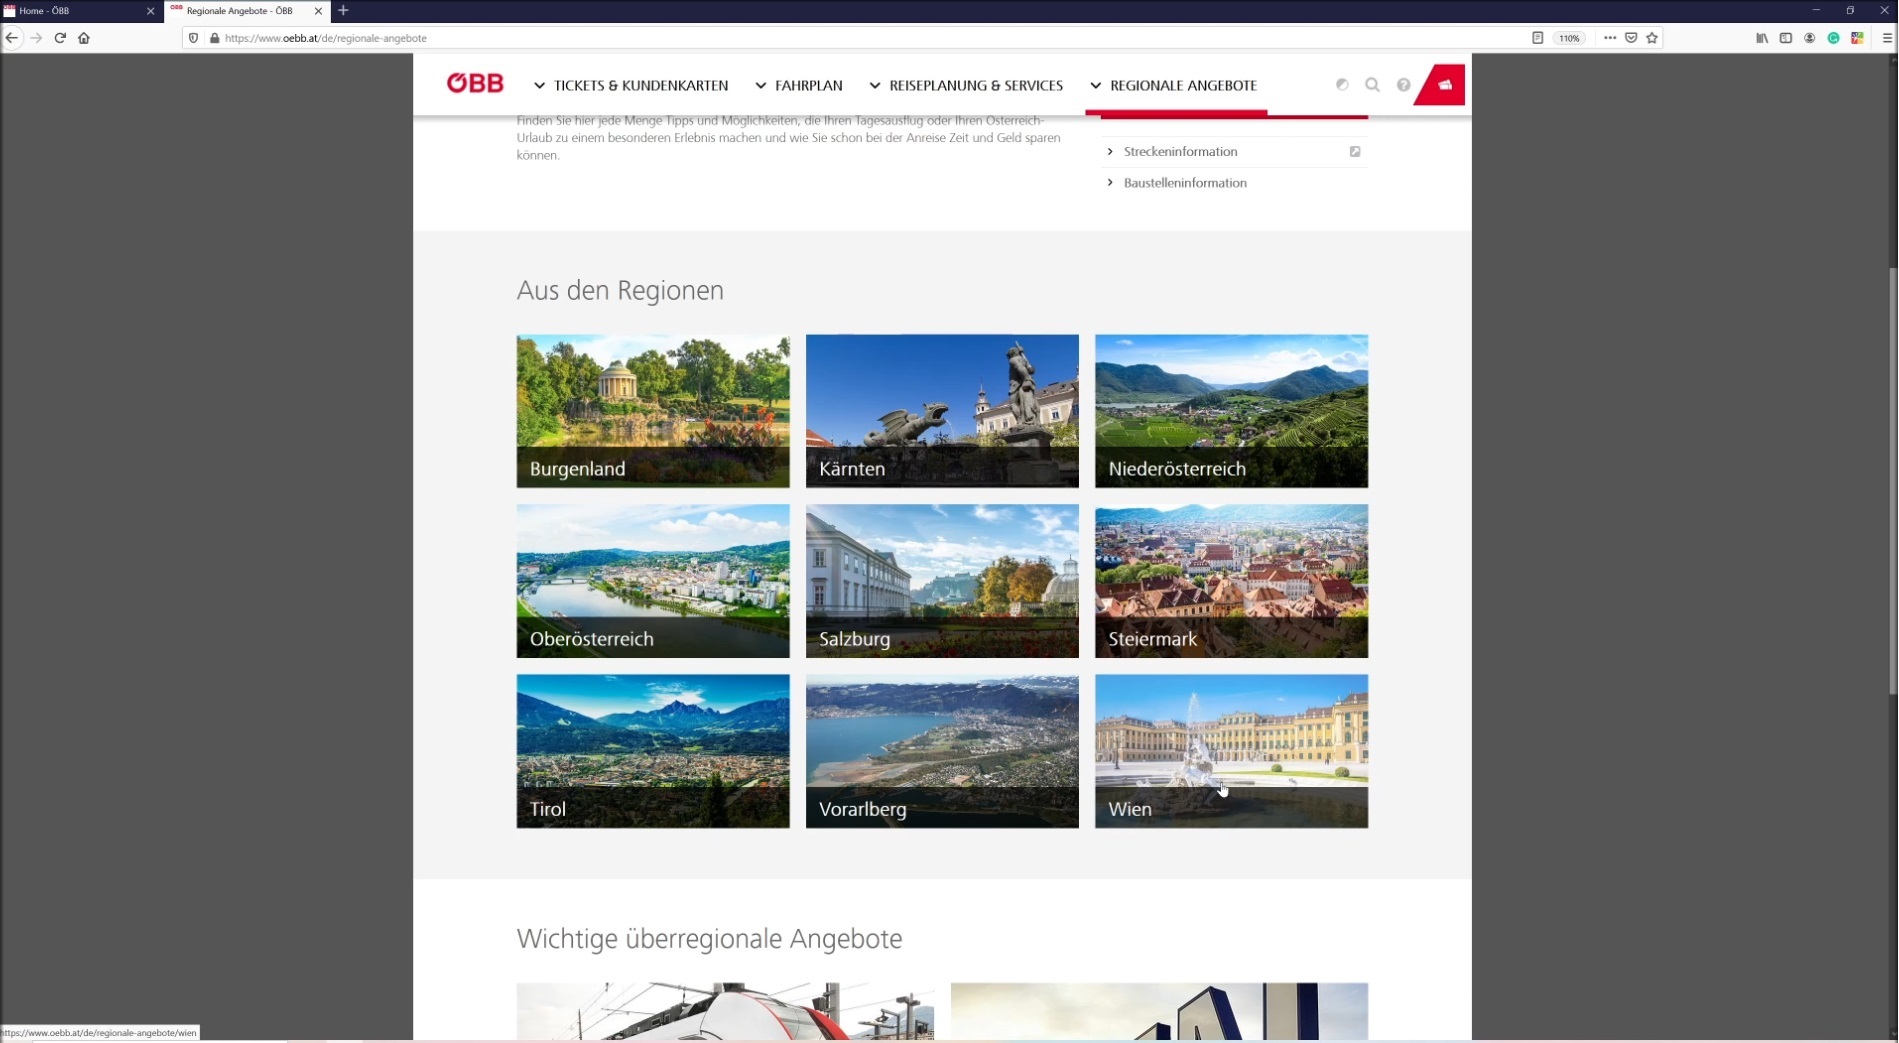 Home - ÖBB
Regionale Angebote - ÖBB
https://www.oebb.at/de/regionale-angebote
110%
ÖBB
TICKETS & KUNDENKARTEN
FAHRPLAN
REISEPLANUNG & SERVICES
REGIONALE ANGEBOTE
Finden Sie hier jede Menge Tipps und Möglichkeiten, die Ihren Tagesausflug oder Ihren Österreich-
Urlaub zu einem besonderen Erlebnis machen und wie Sie schon bei der Anreise Zeit und Geld sparen
können.
Streckeninformation
Baustelleninformation
Aus den Regionen
Burgenland
Kärnten
Niederösterreich
Oberösterreich
Salzburg
Steiermark
Tirol
Vorarlberg
Wien
Wichtige überregionale Angebote
https://www.oebb.at/de/regionale-angebote/wien